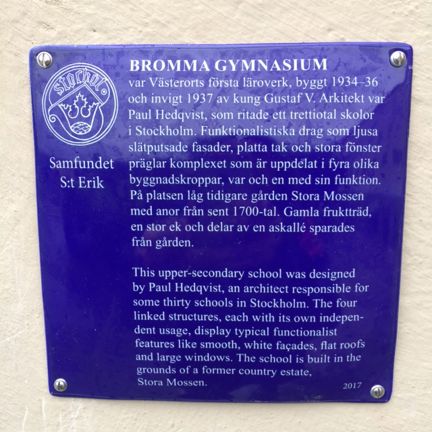 BROMMA GYMNASIUM
var Västerorts första läroverk, byggt 1934–36
och invigt 1937 av kung Gustaf V. Arkitekt var
Paul Hedqvist, som ritade ett trettiotal skolor
i Stockholm. Funktionalistiska drag som ljusa
slätputsade fasader, platta tak och stora fönster
präglar komplexet som är uppdelat i fyra olika
byggnadskroppar, var och en med sin funktion.
På platsen låg tidigare gården Stora Mossen
med anor från sent 1700-tal. Gamla fruktträd,
en stor ek och delar av en askallé sparades
från gården.
Samfundet
S:t Erik
This upper-secondary school was designed
by Paul Hedqvist, an architect responsible for
some thirty schools in Stockholm. The four
linked structures, each with its own indepen-
dent usage, display typical functionalist
features like smooth, white façades, flat roofs
and large windows. The school is built in the
grounds of a former country estate,
Stora Mossen.
2017